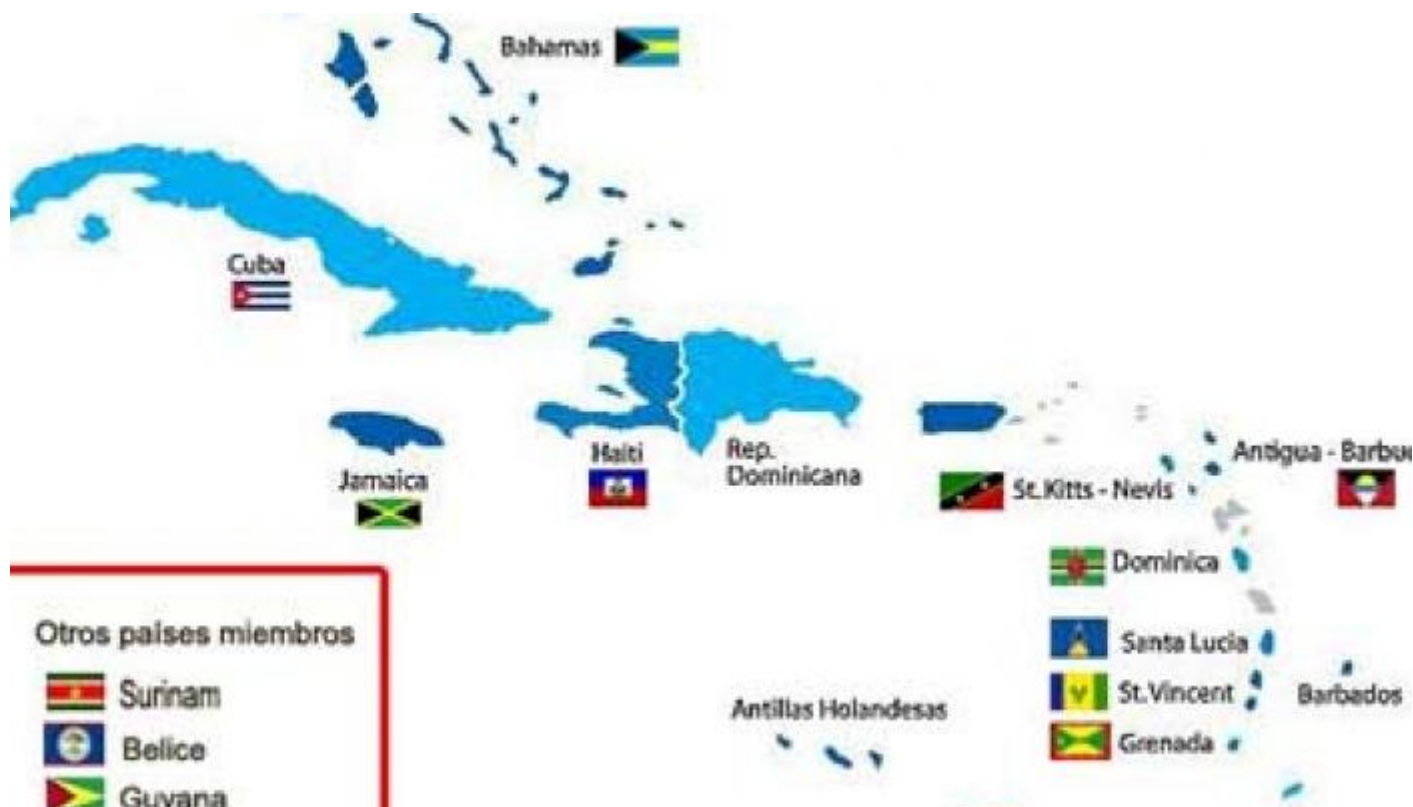 Bahamas
Cuba
Jamaica
Haiti
Rep.
Dominicana
St.Kitts - Nevis
Antigua - Barbu
Dominica
Santa Lucia
St.Vincent
Barbados
Grenada
Antillas Holandesas
Otros países miembros
Surinam
Belice
Guyana